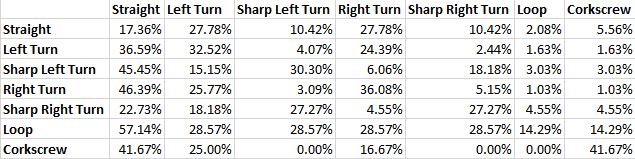 Straight Left Turn Sharp Left Turn Right Turn Sharp Right Turn Loop Corkscrew
Straight 17.36% 27.78% 10.42% 27.78% 10.42% 2.08% 5.56%
Left Turn 36.59% 32.52% 4.07% 24.39% 2.44% 1.63% 1.63%
Sharp Left Turn 45.45% 15.15% 30.30% 6.06% 18.18% 3.03% 3.03%
Right Turn 46.39% 25.77% 3.09% 36.08% 5.15% 1.03% 1.03%
Sharp Right Turn 22.73% 18.18% 27.27% 4.55% 27.27% 4.55% 4.55%
Loop 57.14% 28.57% 28.57% 28.57% 28.57% 14.29% 14.29%
Corkscrew 41.67% 25.00% 0.00% 16.67% 0.00% 0.00% 41.67%